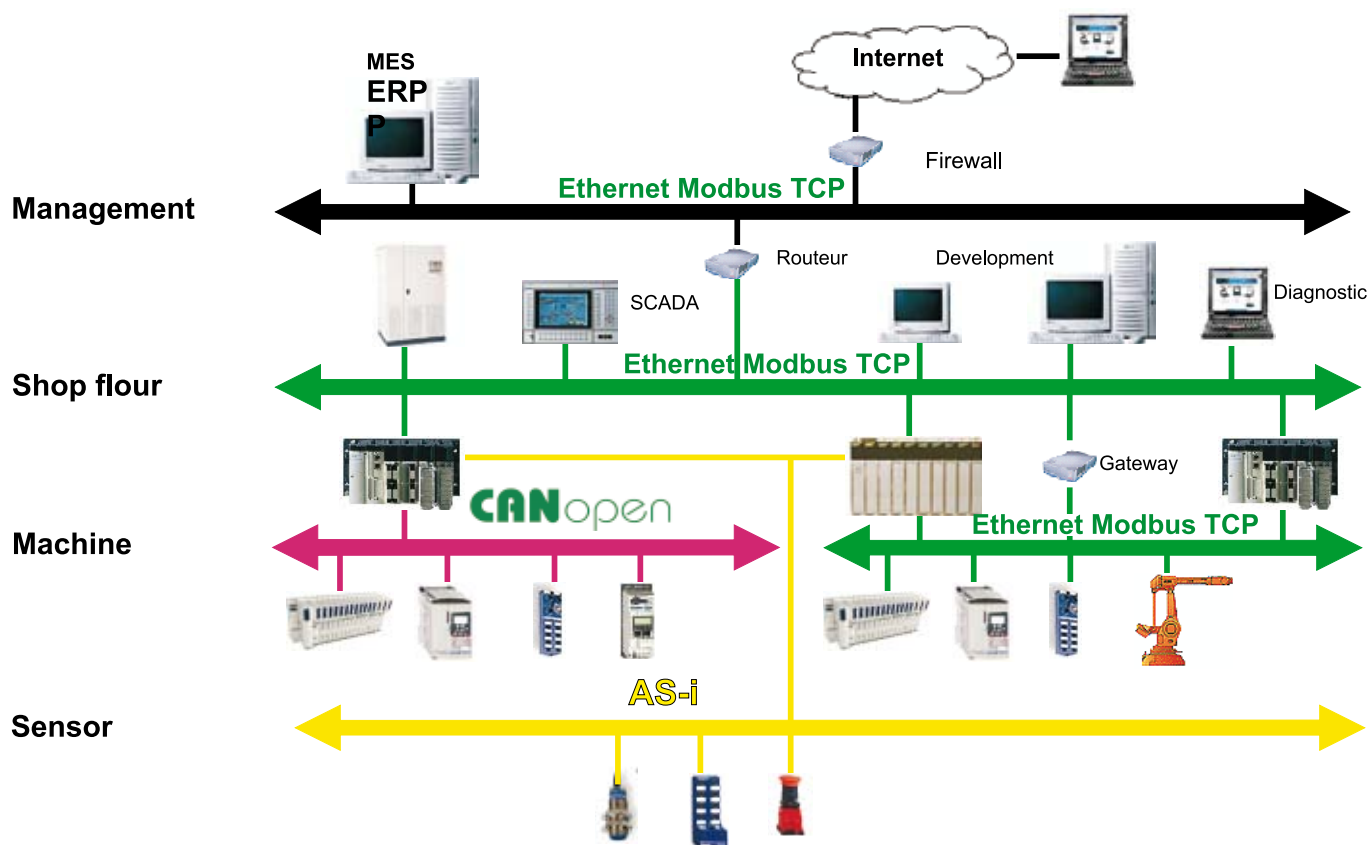 MES
ERP
P
Internet
Firewall
Ethernet Modbus TCP
Management
Routeur
Development
SCADA
Diagnostic
Ethernet Modbus TCP
Shop flour
Gateway
CANopen
Ethernet Modbus TCP
Machine
AS-i
Sensor